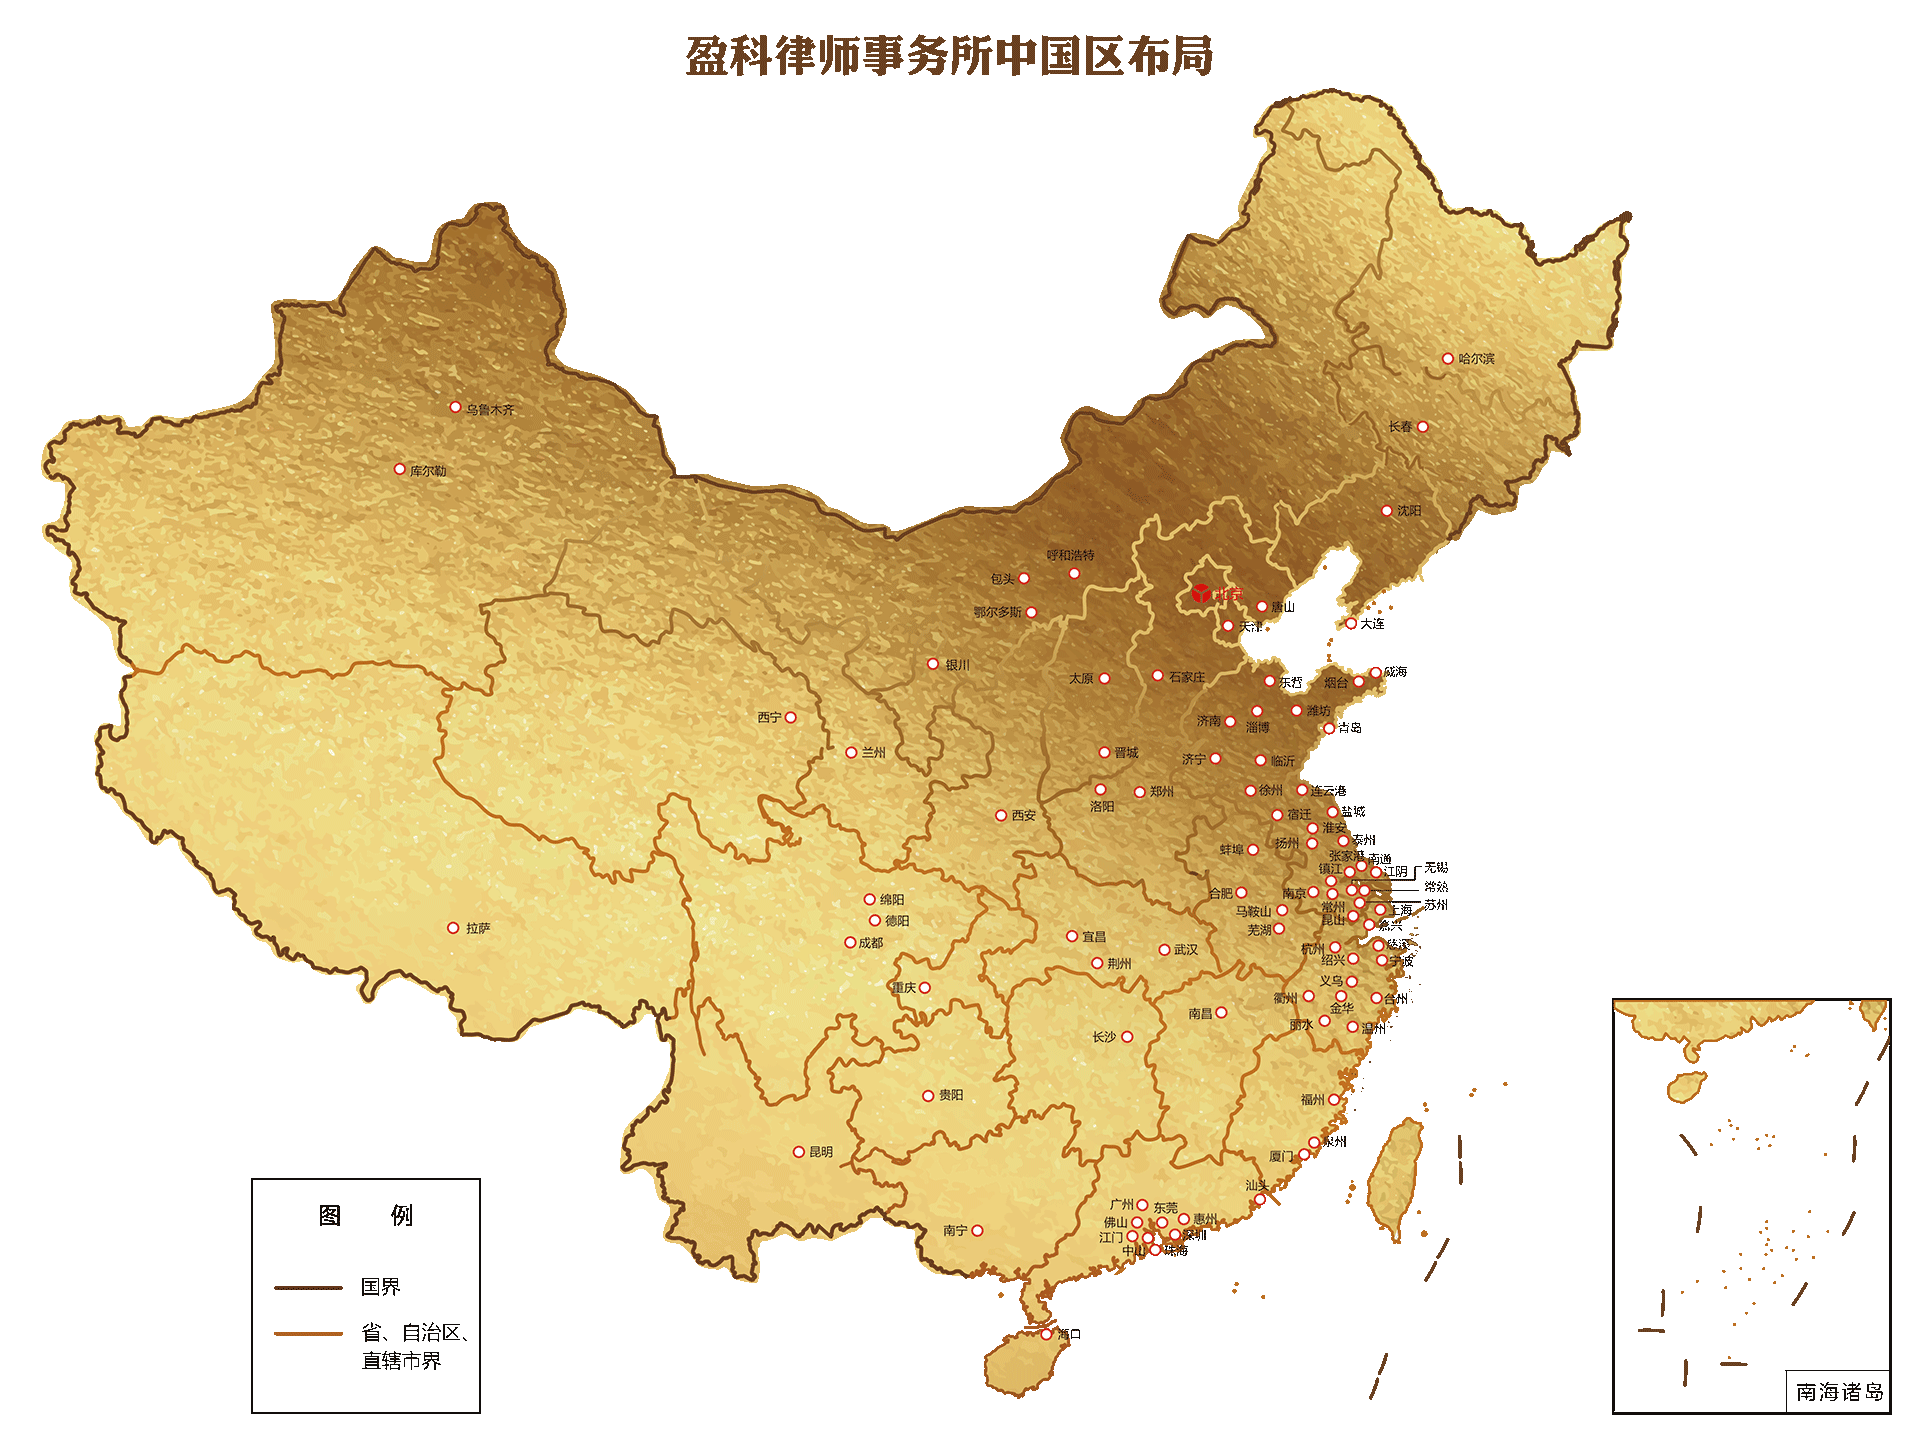 盈科律师事务所中国区布局
哈尔滨
乌鲁木齐
长春
库尔勒
沈阳
呼和浩特
包头
北京
鄂尔多斯
唐山
天津
大连
银川
太原
石家庄
东营
烟台
威海
西宁
济南
淄博
潍坊
青岛
兰州
晋城
济宁
临沂
洛阳
郑州
徐州
连云港
西安
宿迁
盐城
淮安
蚌埠
扬州
泰州
张家港
南通
镇江
江阴
无锡
合肥
南京
常熟
绵阳
马鞍山
常州
苏州
德阳
昆山
上海
拉萨
芜湖
嘉兴
成都
宜昌
武汉
杭州
慈溪
荆州
绍兴
宁波
重庆
义乌
衢州
金华
台州
南昌
丽水
温州
长沙
贵阳
福州
昆明
泉州
厦门
汕头
广州
东莞
佛山
惠州
南宁
江门
深圳
中山
珠海
海口
图 例
国界
省、自治区、
直辖市界
南海诸岛